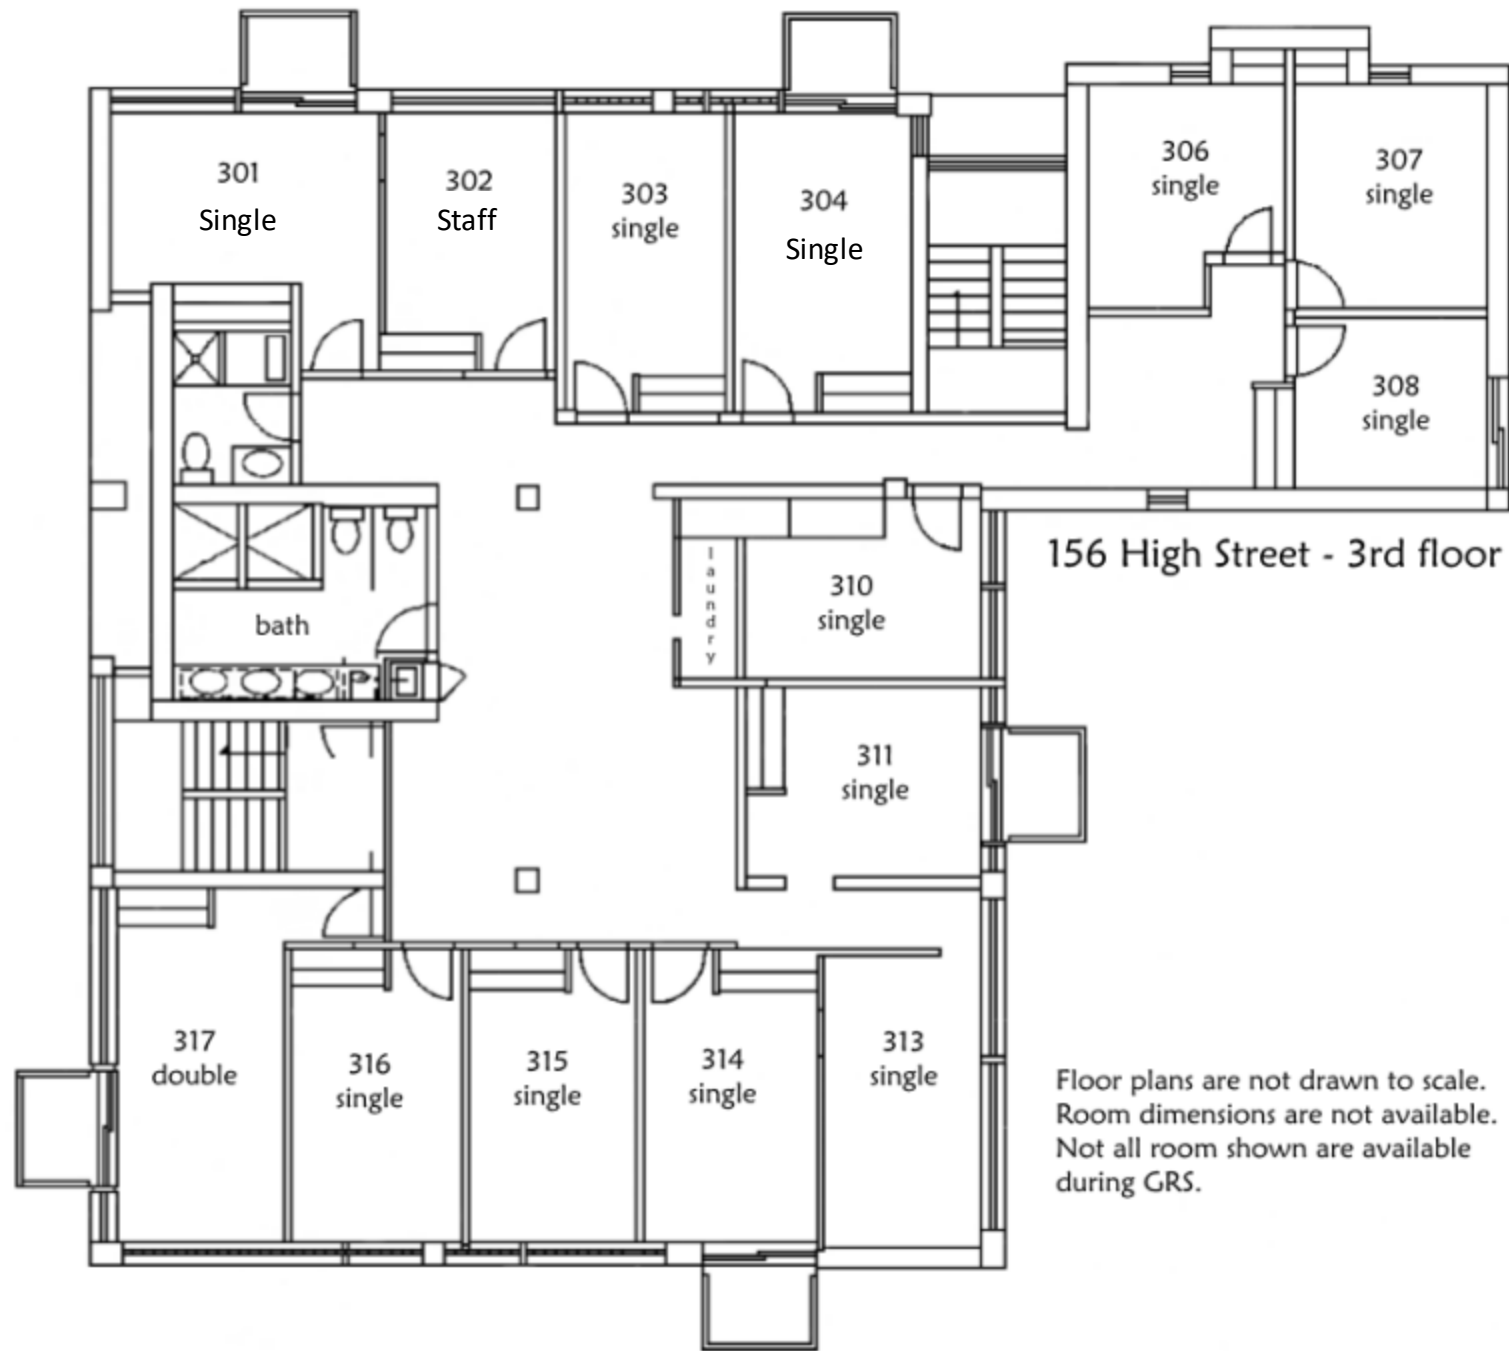 301
Single
302
Staff
303
single
304
Single
306
single
307
single
308
single
156 High Street - 3rd floor
laundry
310
single
bath
311
single
317
double
316
single
315
single
314
single
313
single
Floor plans are not drawn to scale.
Room dimensions are not available.
Not all room shown are available
during GRS.